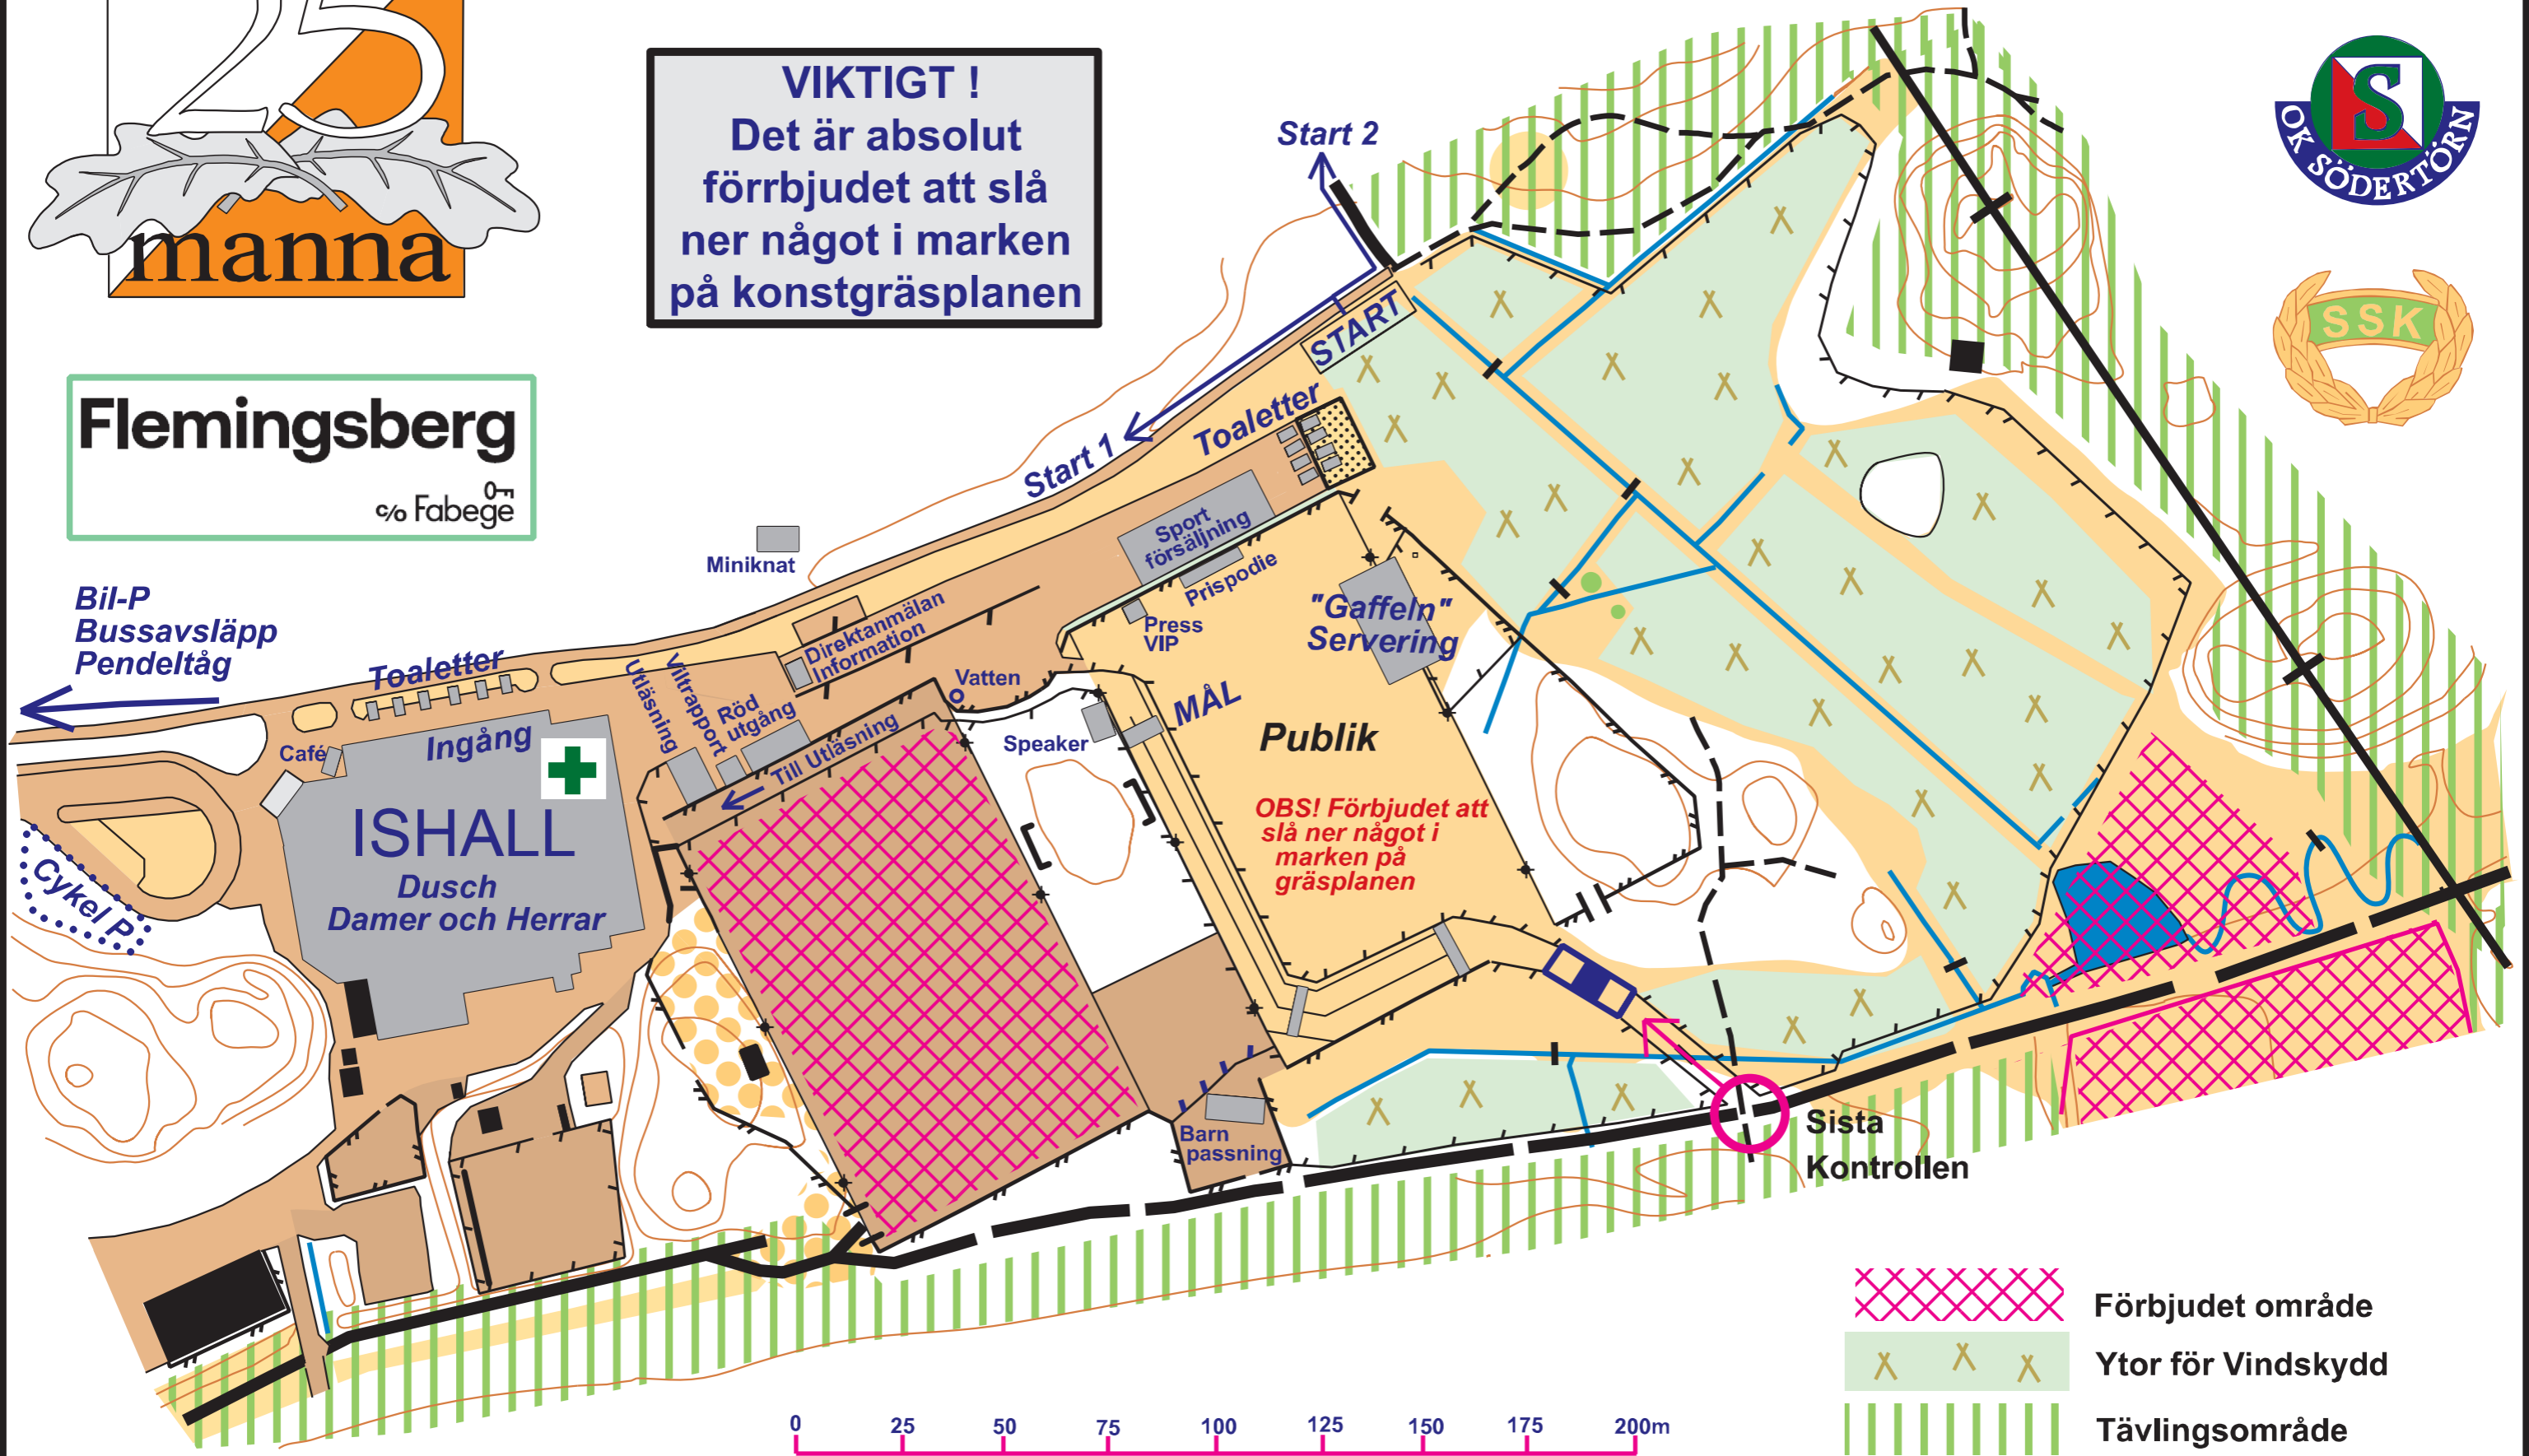 25
manna
VIKTIGT !
Det är absolut
förrbjudet att slå
ner något i marken
på konstgräsplanen
OK SÖDERTÖRN
S
SSK
Flemingsberg
c/o Fabege
Start 2
START
Start 1
Toaletter
Sport
försäljning
Prispodie
Press
VIP
"Gaffeln"
Servering
Miniknat
Bil-P
Bussavsläpp
Pendeltåg
Toaletter
Direktanmälan
Information
Utläsning
Viltrapport
Röd
utgång
Till Utläsning
Vatten
Speaker
MÅL
Publik
OBS! Förbjudet att
slå ner något i
marken på
gräsplanen
Café
Ingång
ISHALL
Dusch
Damer och Herrar
Cykel P
Barn
passning
Sista
Kontrollen
Förbjudet område
Ytor för Vindskydd
Tävlingsområde
0 25 50 75 100 125 150 175 200m